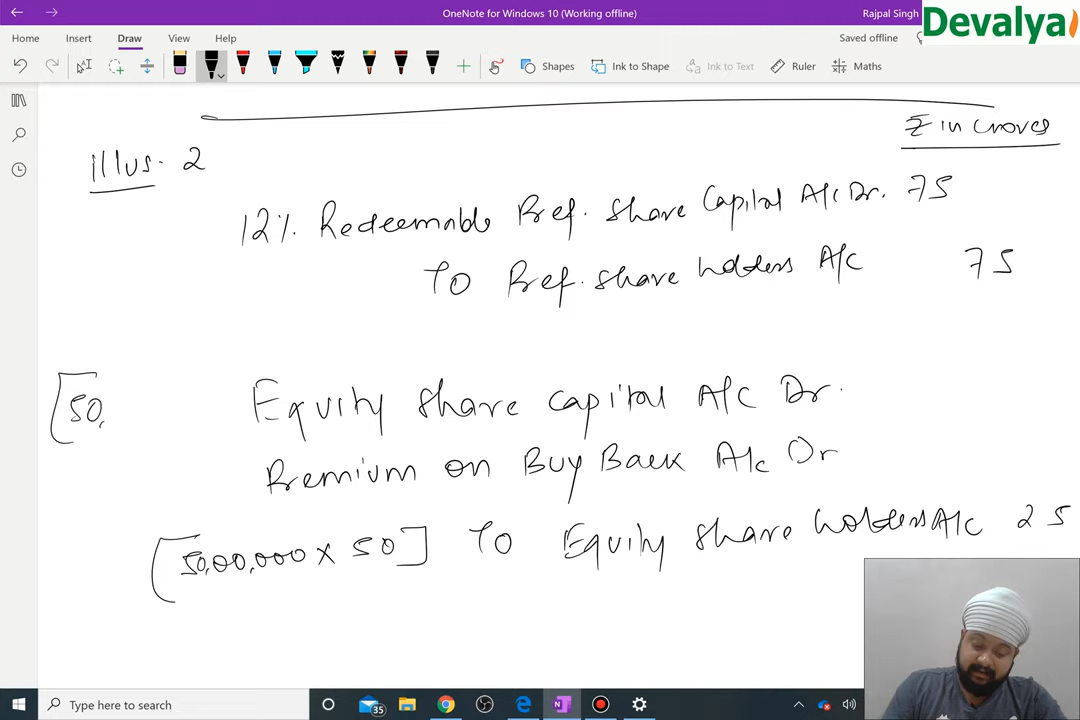 OneNote for Windows 10 (Working offline)
Rajpal Singh
Devalya
Home Insert Draw View Help
Saved offline
Shapes Ink to Shape Ink to Text Ruler Maths
₹ in crores
Illus. 2
12% Redeemable Pref. Share Capital A/c Dr. 75
To Pref. Share holders A/c 75
[50,
Equity Share capital A/c Dr.
Premium on Buy Back A/c Dr
[50,00,000 × 50] To Equity Share holders A/c 25
Type here to search
35